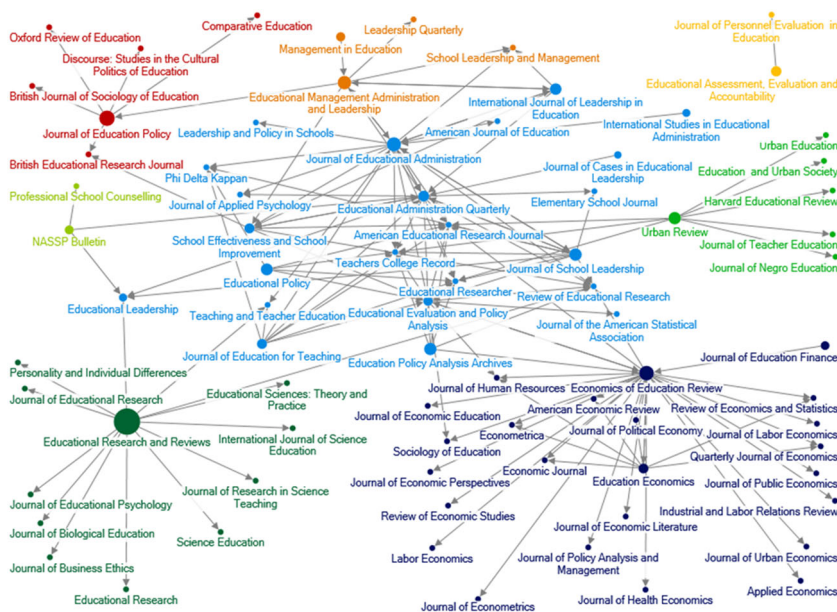 Oxford Review of Education
Comparative Education
Leadership Quarterly
Management in Education
School Leadership and Management
Journal of Personnel Evaluation in
Education
Discourse: Studies in the Cultural
Politics of Education
British Journal of Sociology of Education
Educational Management Administration
and Leadership
International Journal of Leadership in
Education
Educational Assessment, Evaluation and
Accountability
Journal of Education Policy
Leadership and Policy in Schools
American Journal of Education
International Studies in Educational
Administration
Urban Education
British Educational Research Journal
Journal of Educational Administration
Journal of Cases in Educational
Leadership
Education and Urban Society
Phi Delta Kappan
Professional School Counselling
Journal of Applied Psychology
Educational Administration Quarterly
Elementary School Journal
Harvard Educational Review
NASSP Bulletin
School Effectiveness and School
Improvement
American Educational Research Journal
Urban Review
Journal of Teacher Education
Teachers College Record
Journal of School Leadership
Journal of Negro Education
Educational Policy
Educational Researcher
Review of Educational Research
Educational Leadership
Teaching and Teacher Education
Educational Evaluation and Policy
Analysis
Journal of the American Statistical
Association
Journal of Education for Teaching
Education Policy Analysis Archives
Journal of Education Finance
Personality and Individual Differences
Journal of Educational Research
Educational Sciences: Theory and
Practice
Journal of Human Resources
Economics of Education Review
Journal of Economic Education
American Economic Review
Review of Economics and Statistics
Educational Research and Reviews
International Journal of Science
Education
Sociology of Education
Econometrica
Journal of Political Economy
Journal of Labor Economics
Quarterly Journal of Economics
Journal of Economic Perspectives
Economic Journal
Education Economics
Journal of Public Economics
Journal of Educational Psychology
Journal of Research in Science
Teaching
Review of Economic Studies
Journal of Economic Literature
Industrial and Labor Relations Review
Journal of Biological Education
Science Education
Journal of Business Ethics
Labor Economics
Journal of Policy Analysis and
Management
Journal of Urban Economics
Educational Research
Journal of Econometrics
Journal of Health Economics
Applied Economics